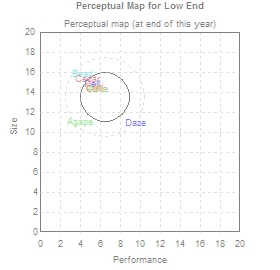 Perceptual Map for Low End
Perceptual map (at end of this year)
20
18
16
14
12
10
8
6
4
2
0
Size
Bead
Cedar
Agape
Daze
0 2 4 6 8 10 12 14 16 18 20
Performance